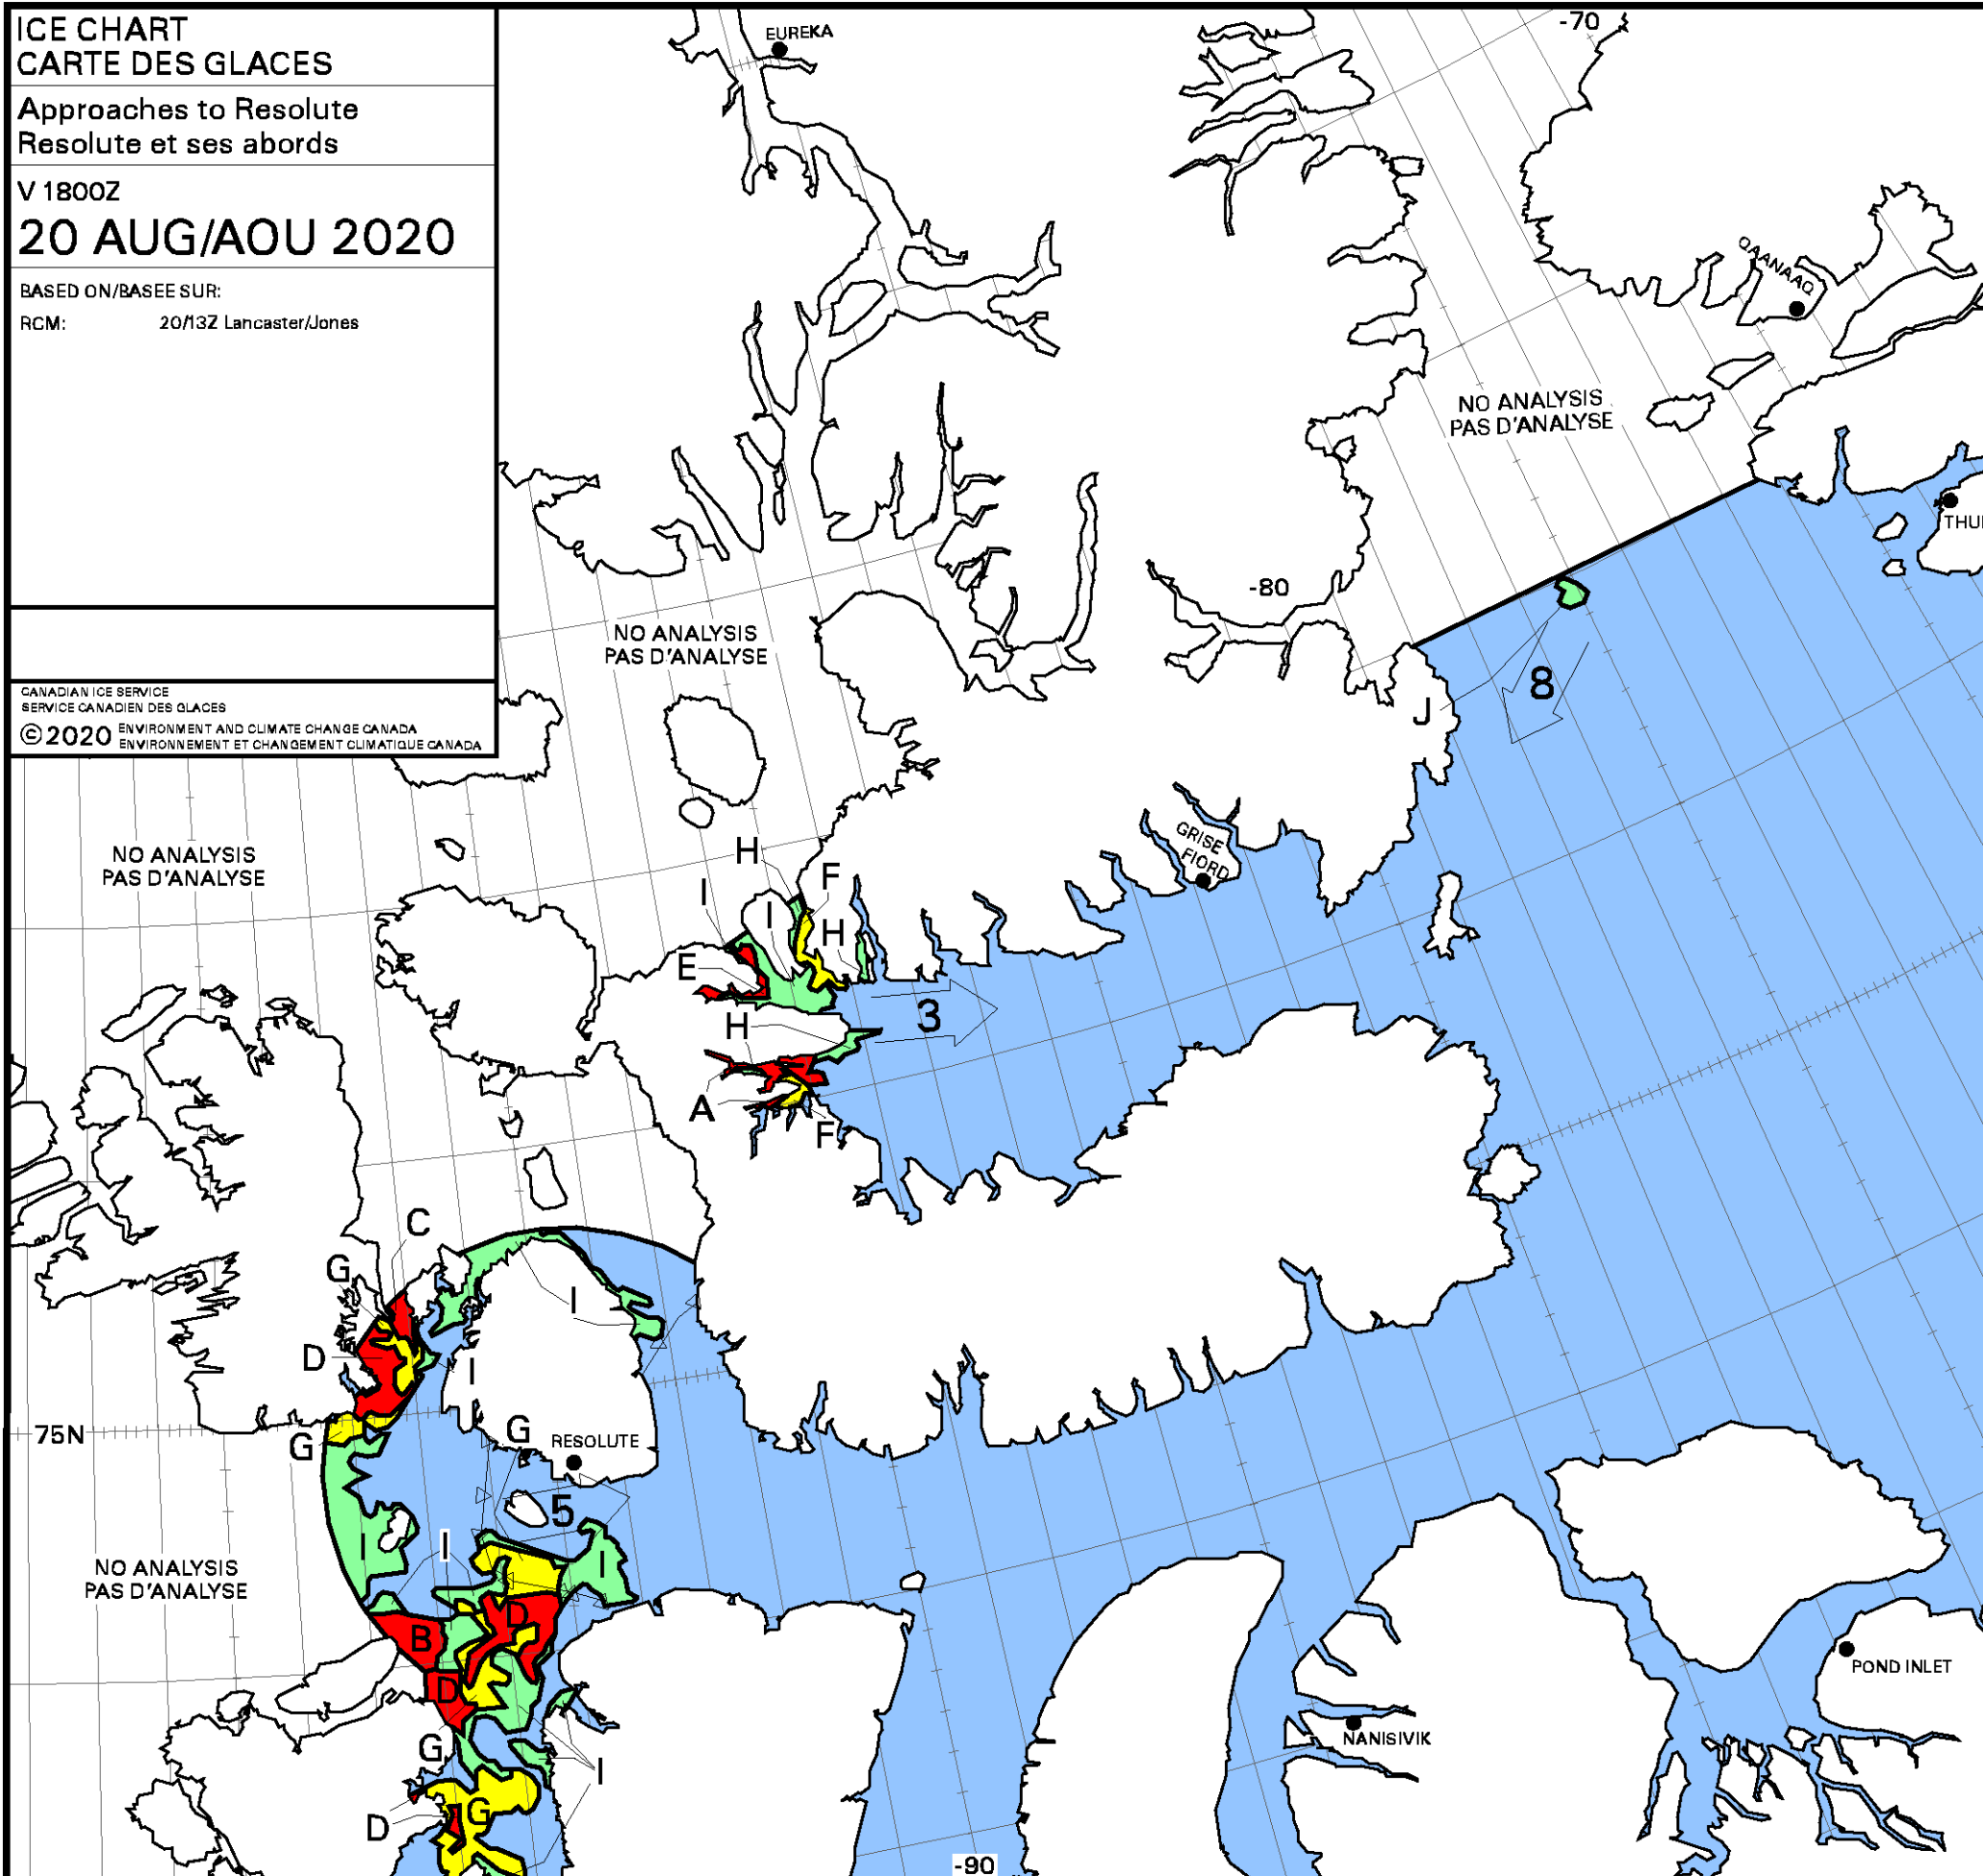 ICE CHART
CARTE DES GLACES
Approaches to Resolute
Resolute et ses abords
V 1800Z
20 AUG/AOU 2020
BASED ON/BASEE SUR:
RCM: 20/13Z Lancaster/Jones
CANADIAN ICE SERVICE
SERVICE CANADIEN DES GLACES
© 2020 ENVIRONMENT AND CLIMATE CHANGE CANADA
ENVIRONNEMENT ET CHANGEMENT CLIMATIQUE CANADA
EUREKA
-70
QAANAAQ
NO ANALYSIS
PAS D'ANALYSE
THU
-80
NO ANALYSIS
PAS D'ANALYSE
8
J
GRISE
FIORD
NO ANALYSIS
PAS D'ANALYSE
H
F
I
I
H
E
3
H
A
F
C
G
I
D
I
G
75N
G
RESOLUTE
5
I
I
I
NO ANALYSIS
PAS D'ANALYSE
D
B
D
POND INLET
NANISIVIK
G
I
G
D
-90